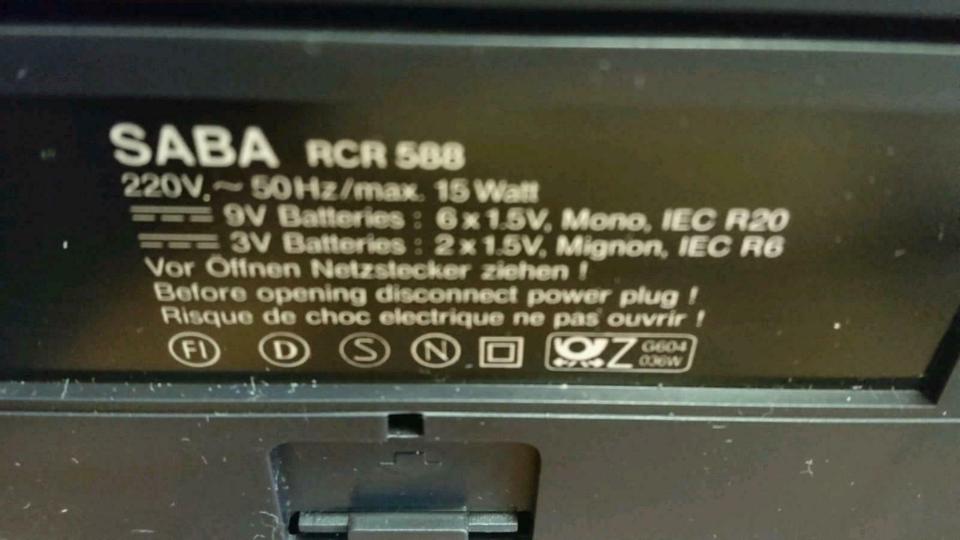 SABA RCR 588
220V. ~ 50Hz/max. 15 Watt
9V Batteries : 6 x 1.5V, Mono, IEC R20
3V Batteries : 2 x 1.5V, Mignon, IEC R6
Vor Öffnen Netzstecker ziehen !
Before opening disconnect power plug !
Risque de choc electrique ne pas ouvrir !
FI D S N Z G604
036W